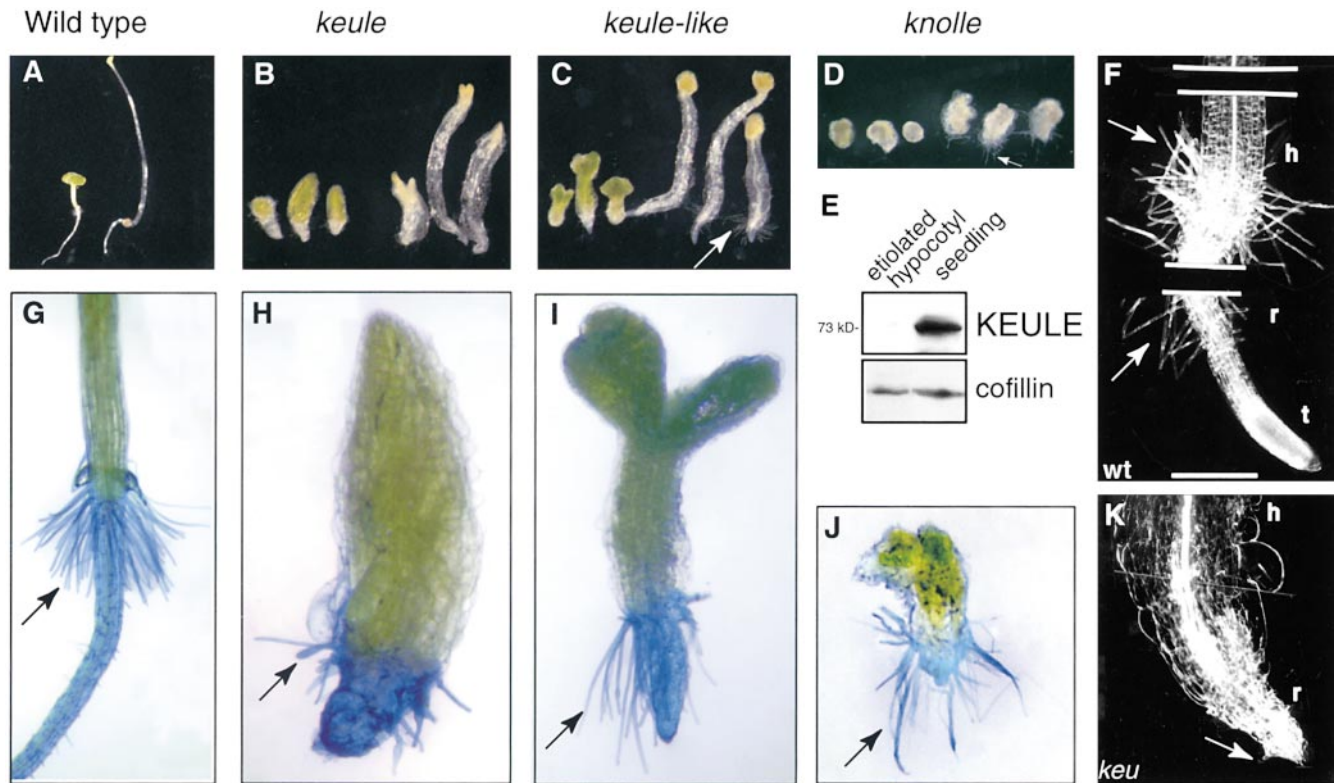 Wild type
keule
keule-like
knolle
A
B
C
D
E
etiolated
hypocotyl
seedling
73 kD-
KEULE
cofillin
F
h
r
t
wt
G
H
I
J
K
h
r
keu